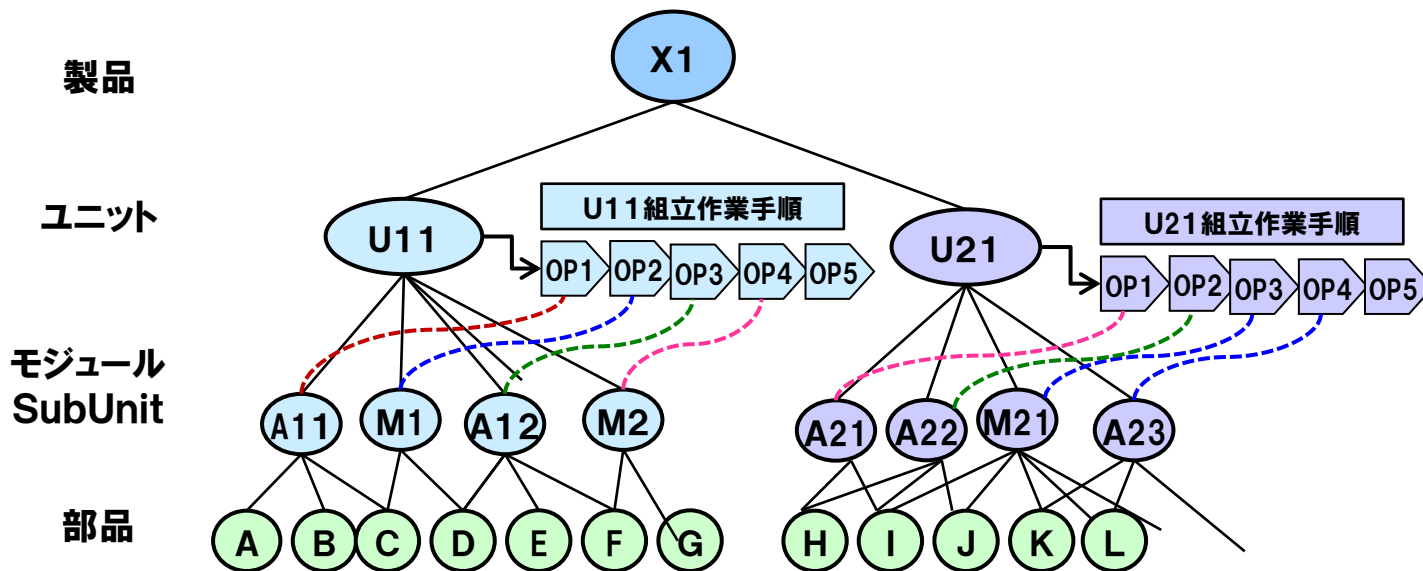 製品
X1
ユニット
U11
U11組立作業手順
OP1
OP2
OP3
OP4
OP5
U21
U21組立作業手順
OP1
OP2
OP3
OP4
OP5
モジュール
SubUnit
A11
M1
A12
M2
A21
A22
M21
A23
部品
A
B
C
D
E
F
G
H
I
J
K
L